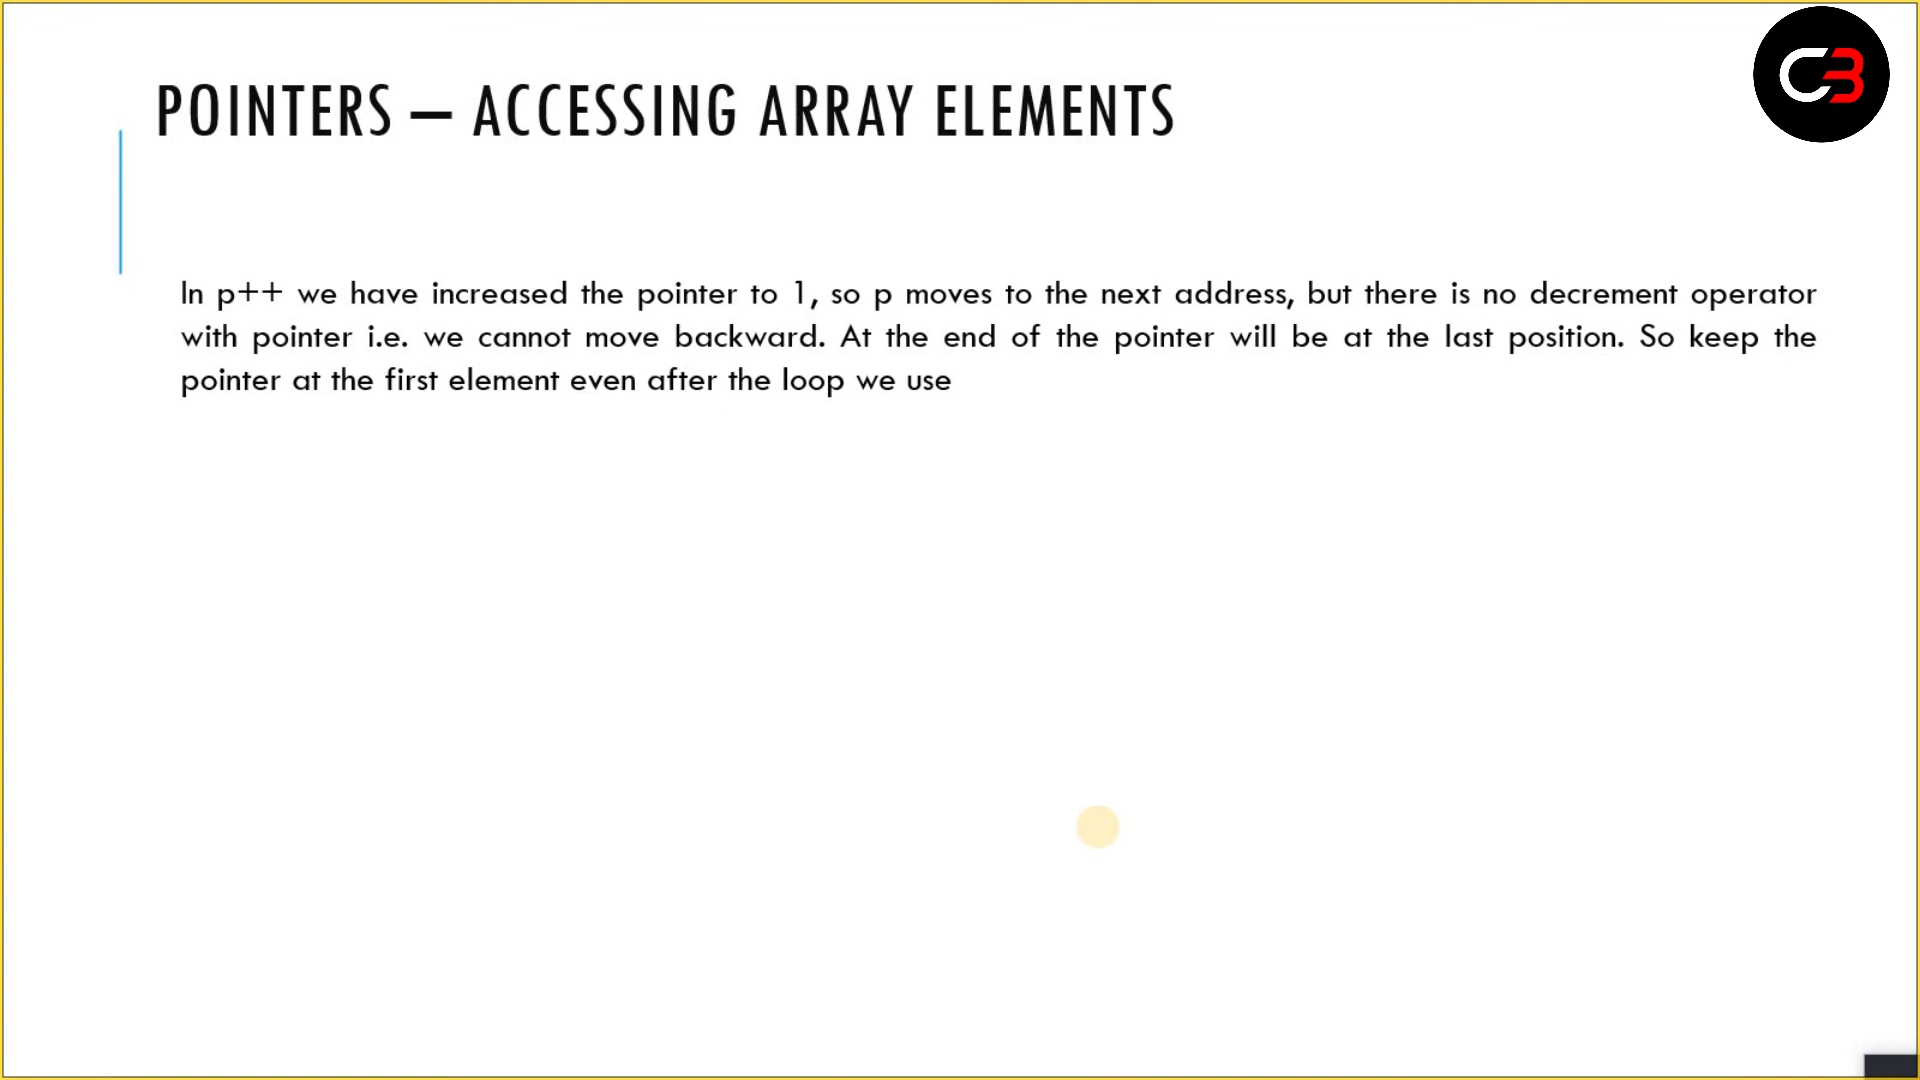 POINTERS – ACCESSING ARRAY ELEMENTS
C3
In p++ we have increased the pointer to 1, so p moves to the next address, but there is no decrement operator
with pointer i.e. we cannot move backward. At the end of the pointer will be at the last position. So keep the
pointer at the first element even after the loop we use